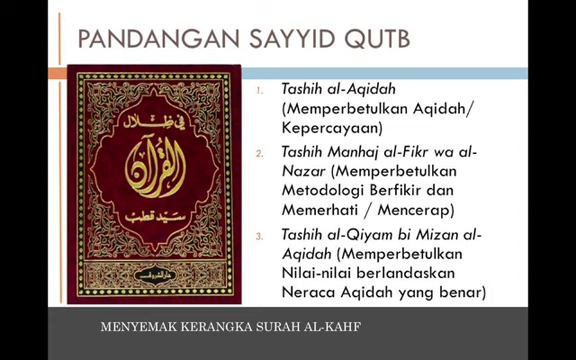 PANDANGAN SAYYID QUTB
في ظلال
القرآن
سيد قطب
دار الشروق
1. Tashih al-Aqidah
(Memperbetulkan Aqidah/
Kepercayaan)
2. Tashih Manhaj al-Fikr wa al-
Nazar (Memperbetulkan
Metodologi Berfikir dan
Memerhati / Mencerap)
3. Tashih al-Qiyam bi Mizan al-
Aqidah (Memperbetulkan
Nilai-nilai berlandaskan
Neraca Aqidah yang benar)
MENYEMAK KERANGKA SURAH AL-KAHF